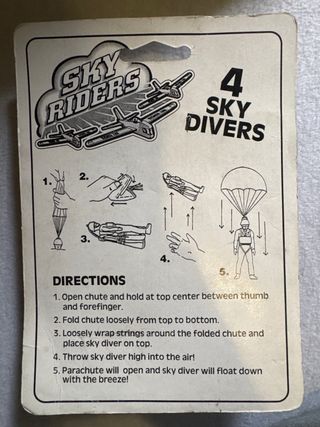 SKY
RIDERS
4
SKY
DIVERS
1.
2.
3.
4.
5.
DIRECTIONS
1. Open chute and hold at top center between thumb
and forefinger.
2. Fold chute loosely from top to bottom.
3. Loosely wrap strings around the folded chute and
place sky diver on top.
4. Throw sky diver high into the air!
5. Parachute will open and sky diver will float down
with the breeze!